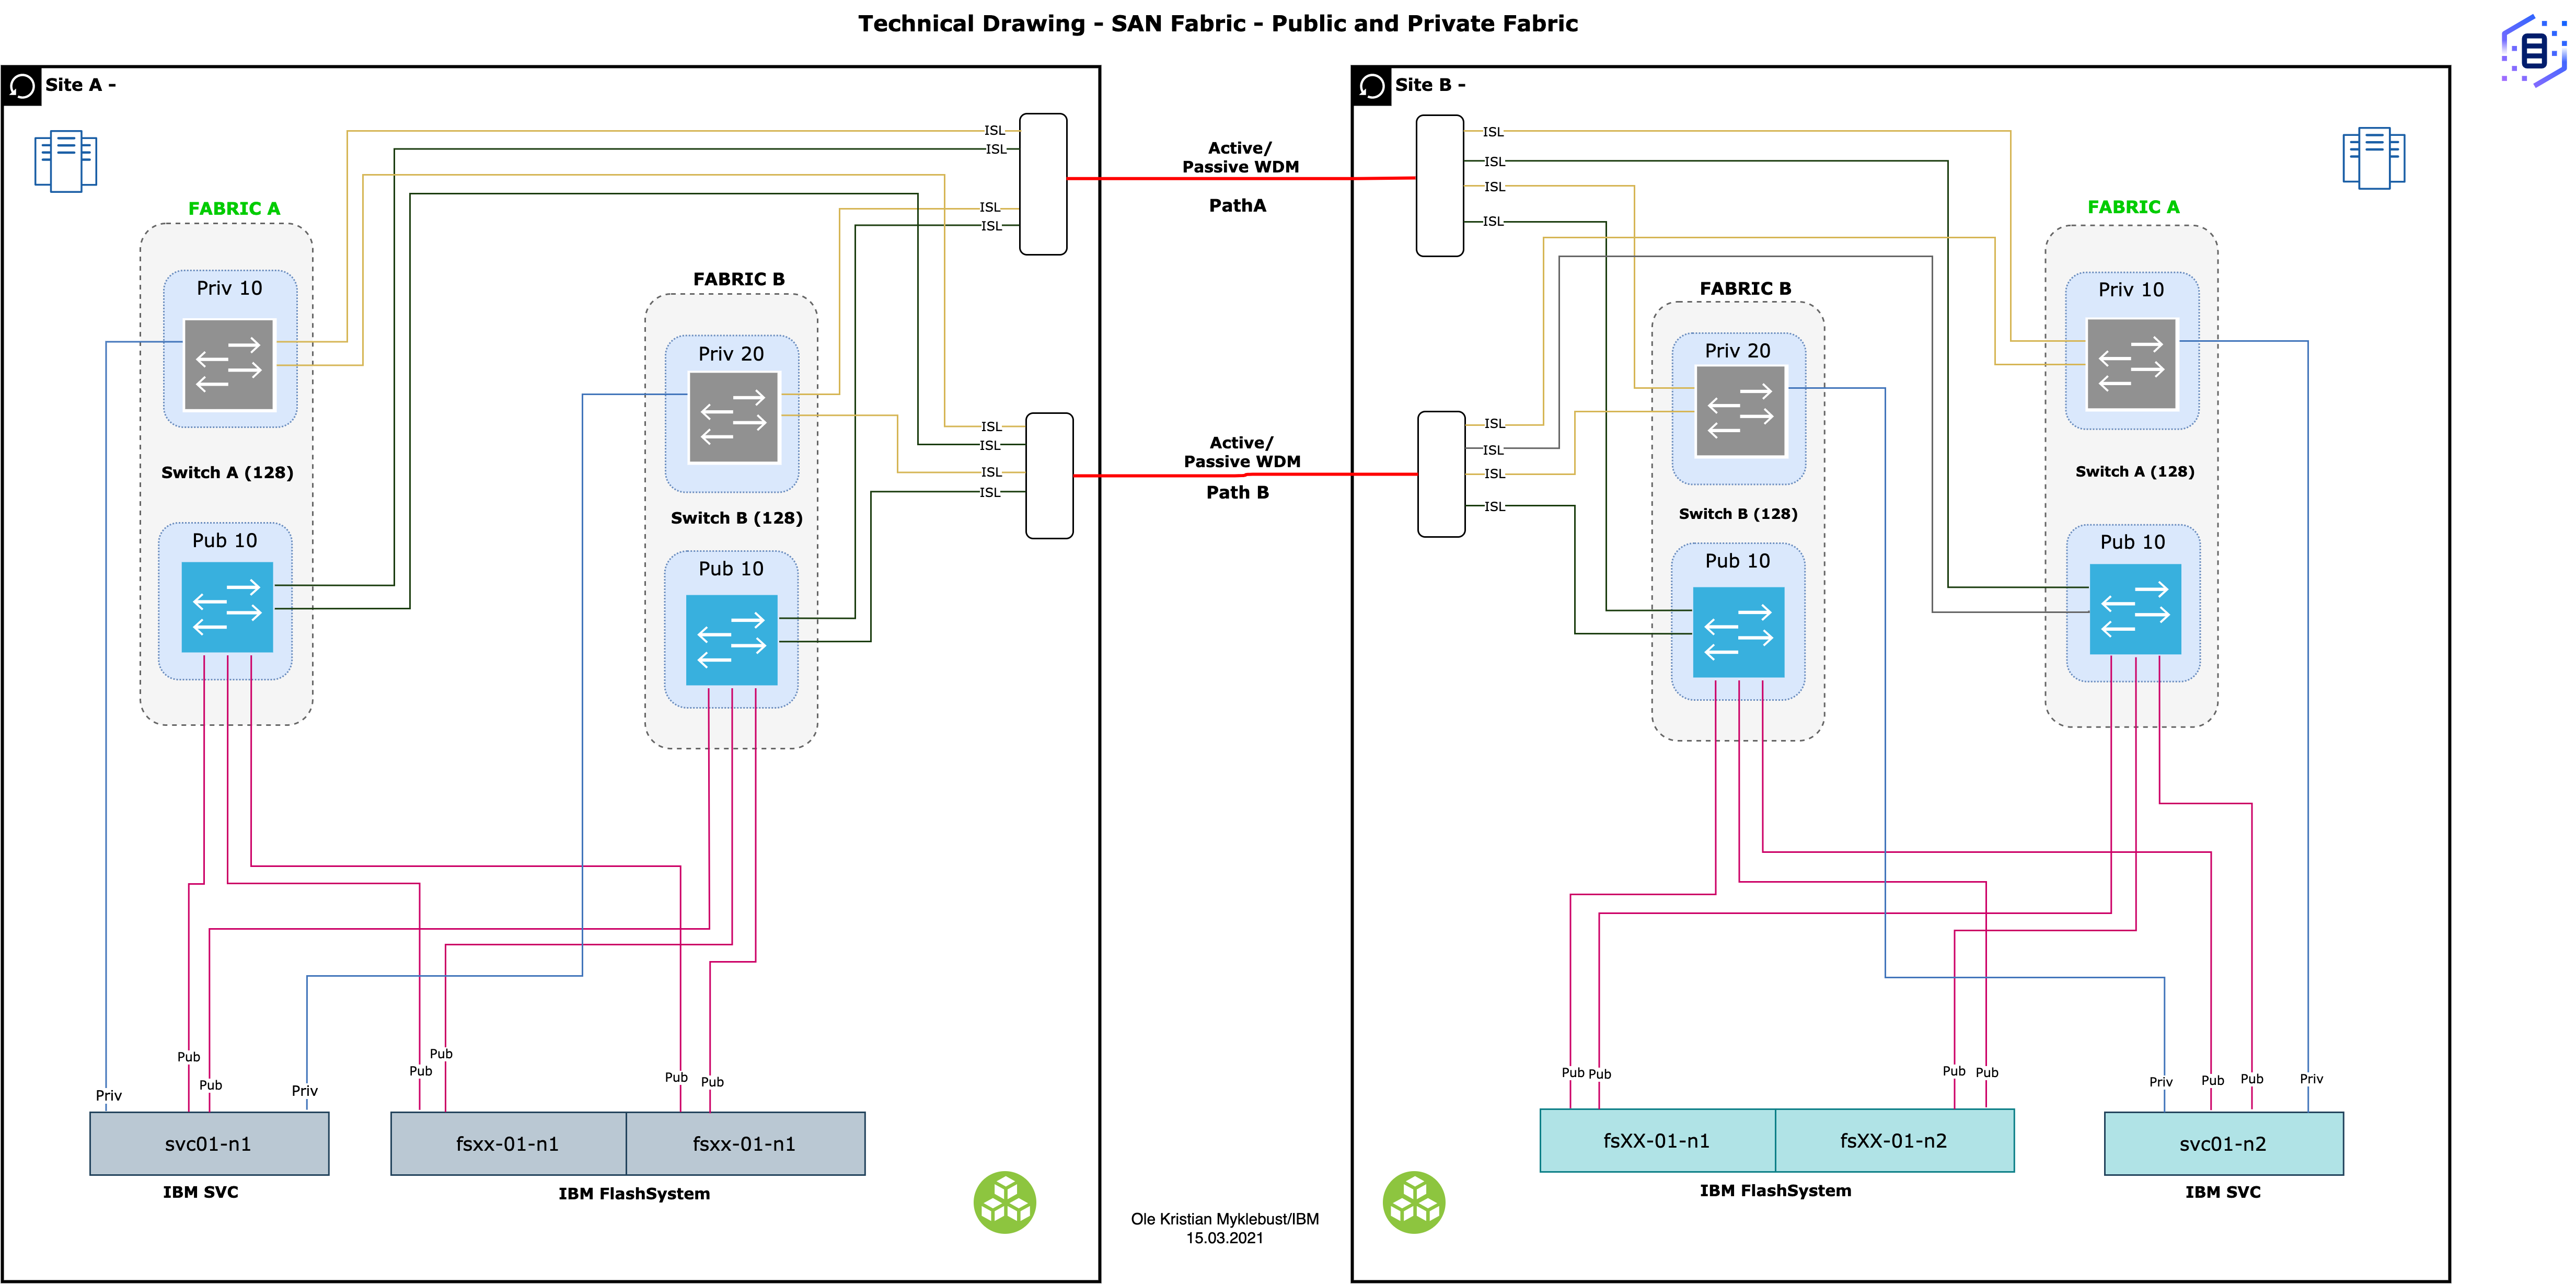 Technical Drawing - SAN Fabric - Public and Private Fabric
Site A -
ISL
ISL
ISL
ISL
FABRIC A
Priv 10
Switch A (128)
Pub 10
FABRIC B
Priv 20
Switch B (128)
Pub 10
ISL
ISL
ISL
ISL
Pub
Pub
Priv
Priv
Pub
Pub
Pub
Pub
svc01-n1
fsxx-01-n1
fsxx-01-n1
IBM SVC
IBM FlashSystem
Active/
Passive WDM
PathA
Active/
Passive WDM
Path B
Ole Kristian Myklebust/IBM
15.03.2021
Site B -
ISL
ISL
ISL
ISL
FABRIC B
Priv 20
Switch B (128)
Pub 10
FABRIC A
Priv 10
Switch A (128)
Pub 10
ISL
ISL
ISL
ISL
Pub
Pub
Pub
Pub
Priv
Pub
Pub
Priv
fsXX-01-n1
fsXX-01-n2
svc01-n2
IBM FlashSystem
IBM SVC